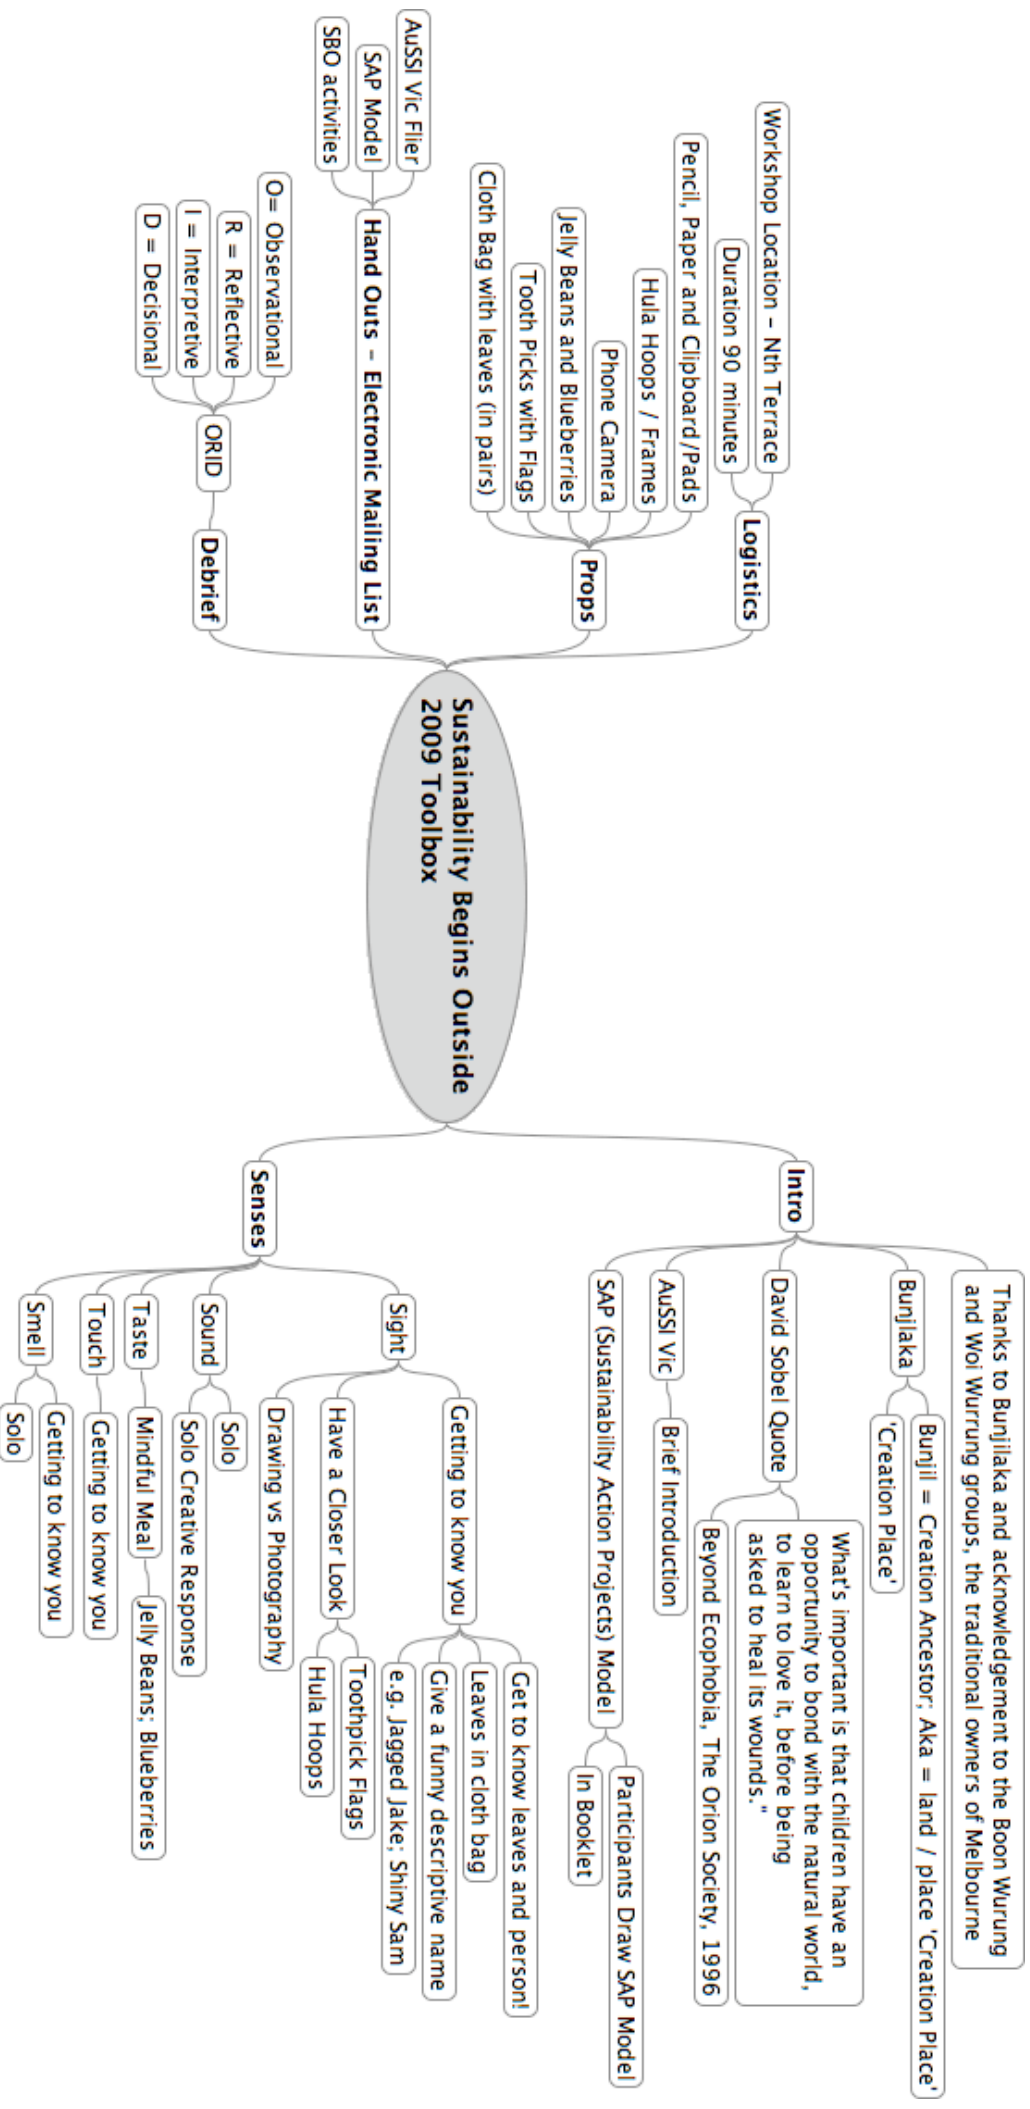 Sustainability Begins Outside
2009 Toolbox
Logistics
Workshop Location – Nth Terrace
Duration 90 minutes
Props
Pencil, Paper and Clipboard/Pads
Hula Hoops / Frames
Phone Camera
Jelly Beans and Blueberries
Tooth Picks with Flags
Cloth Bag with leaves (in pairs)
Hand Outs – Electronic Mailing List
AuSSI Vic Flier
SAP Model
SBO activities
Debrief
ORID
O= Observational
R = Reflective
I = Interpretive
D = Decisional
Intro
Thanks to Bunjilaka and acknowledgement to the Boon Wurung
and Woi Wurrung groups, the traditional owners of Melbourne
Bunjlaka
Bunjil = Creation Ancestor; Aka = land / place 'Creation Place'
'Creation Place'
David Sobel Quote
What's important is that children have an
opportunity to bond with the natural world,
to learn to love it, before being
asked to heal its wounds."
Beyond Ecophobia, The Orion Society, 1996
AuSSI Vic
Brief Introduction
SAP (Sustainability Action Projects) Model
Participants Draw SAP Model
In Booklet
Senses
Sight
Getting to know you
Get to know leaves and person!
Leaves in cloth bag
Give a funny descriptive name
e.g. Jagged Jake; Shiny Sam
Have a Closer Look
Toothpick Flags
Hula Hoops
Drawing vs Photography
Sound
Solo
Solo Creative Response
Taste
Mindful Meal
Jelly Beans; Blueberries
Touch
Getting to know you
Smell
Getting to know you
Solo